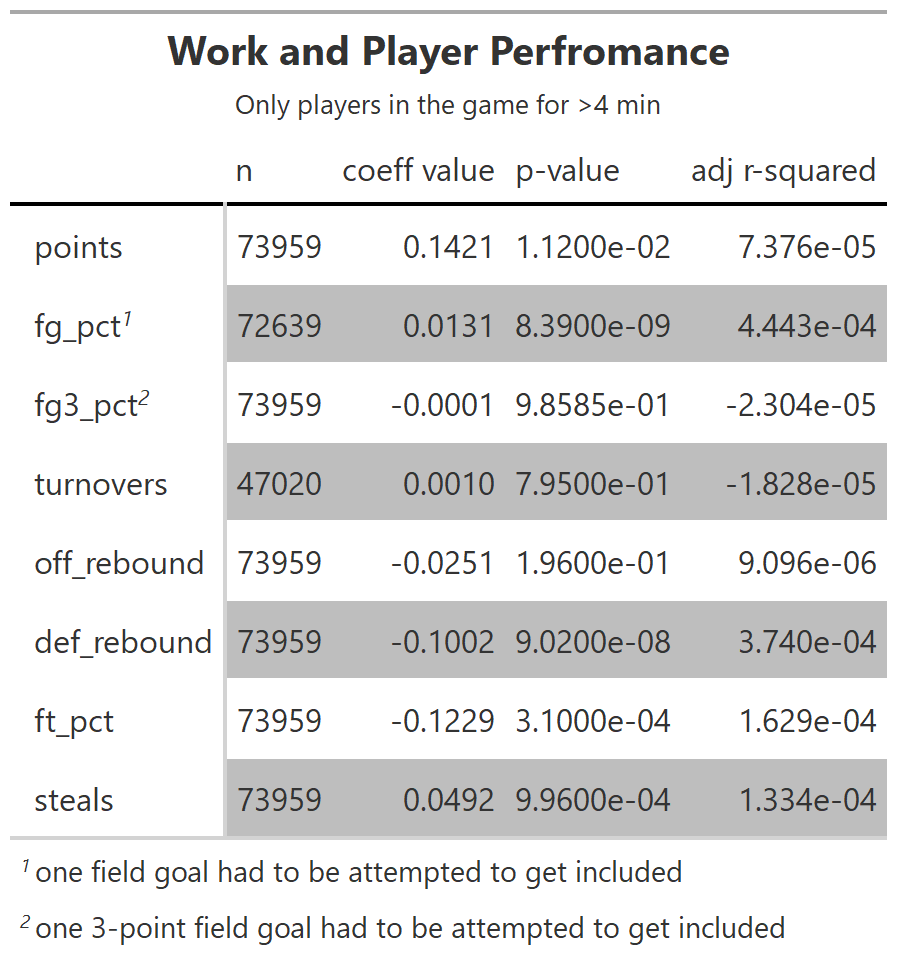 Work and Player Perfromance
Only players in the game for >4 min
n coeff value p-value adj r-squared
points 73959 0.1421 1.1200e-02 7.376e-05
fg_pct1 72639 0.0131 8.3900e-09 4.443e-04
fg3_pct2 73959 -0.0001 9.8585e-01 -2.304e-05
turnovers 47020 0.0010 7.9500e-01 -1.828e-05
off_rebound 73959 -0.0251 1.9600e-01 9.096e-06
def_rebound 73959 -0.1002 9.0200e-08 3.740e-04
ft_pct 73959 -0.1229 3.1000e-04 1.629e-04
steals 73959 0.0492 9.9600e-04 1.334e-04
1 one field goal had to be attempted to get included
2 one 3-point field goal had to be attempted to get included